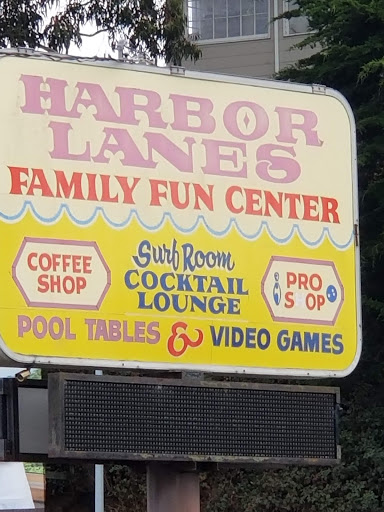 HARBOR
LANES
FAMILY FUN CENTER
COFFEE
SHOP
Surf Room
COCKTAIL
LOUNGE
PRO
SHOP
POOL TABLES & VIDEO GAMES